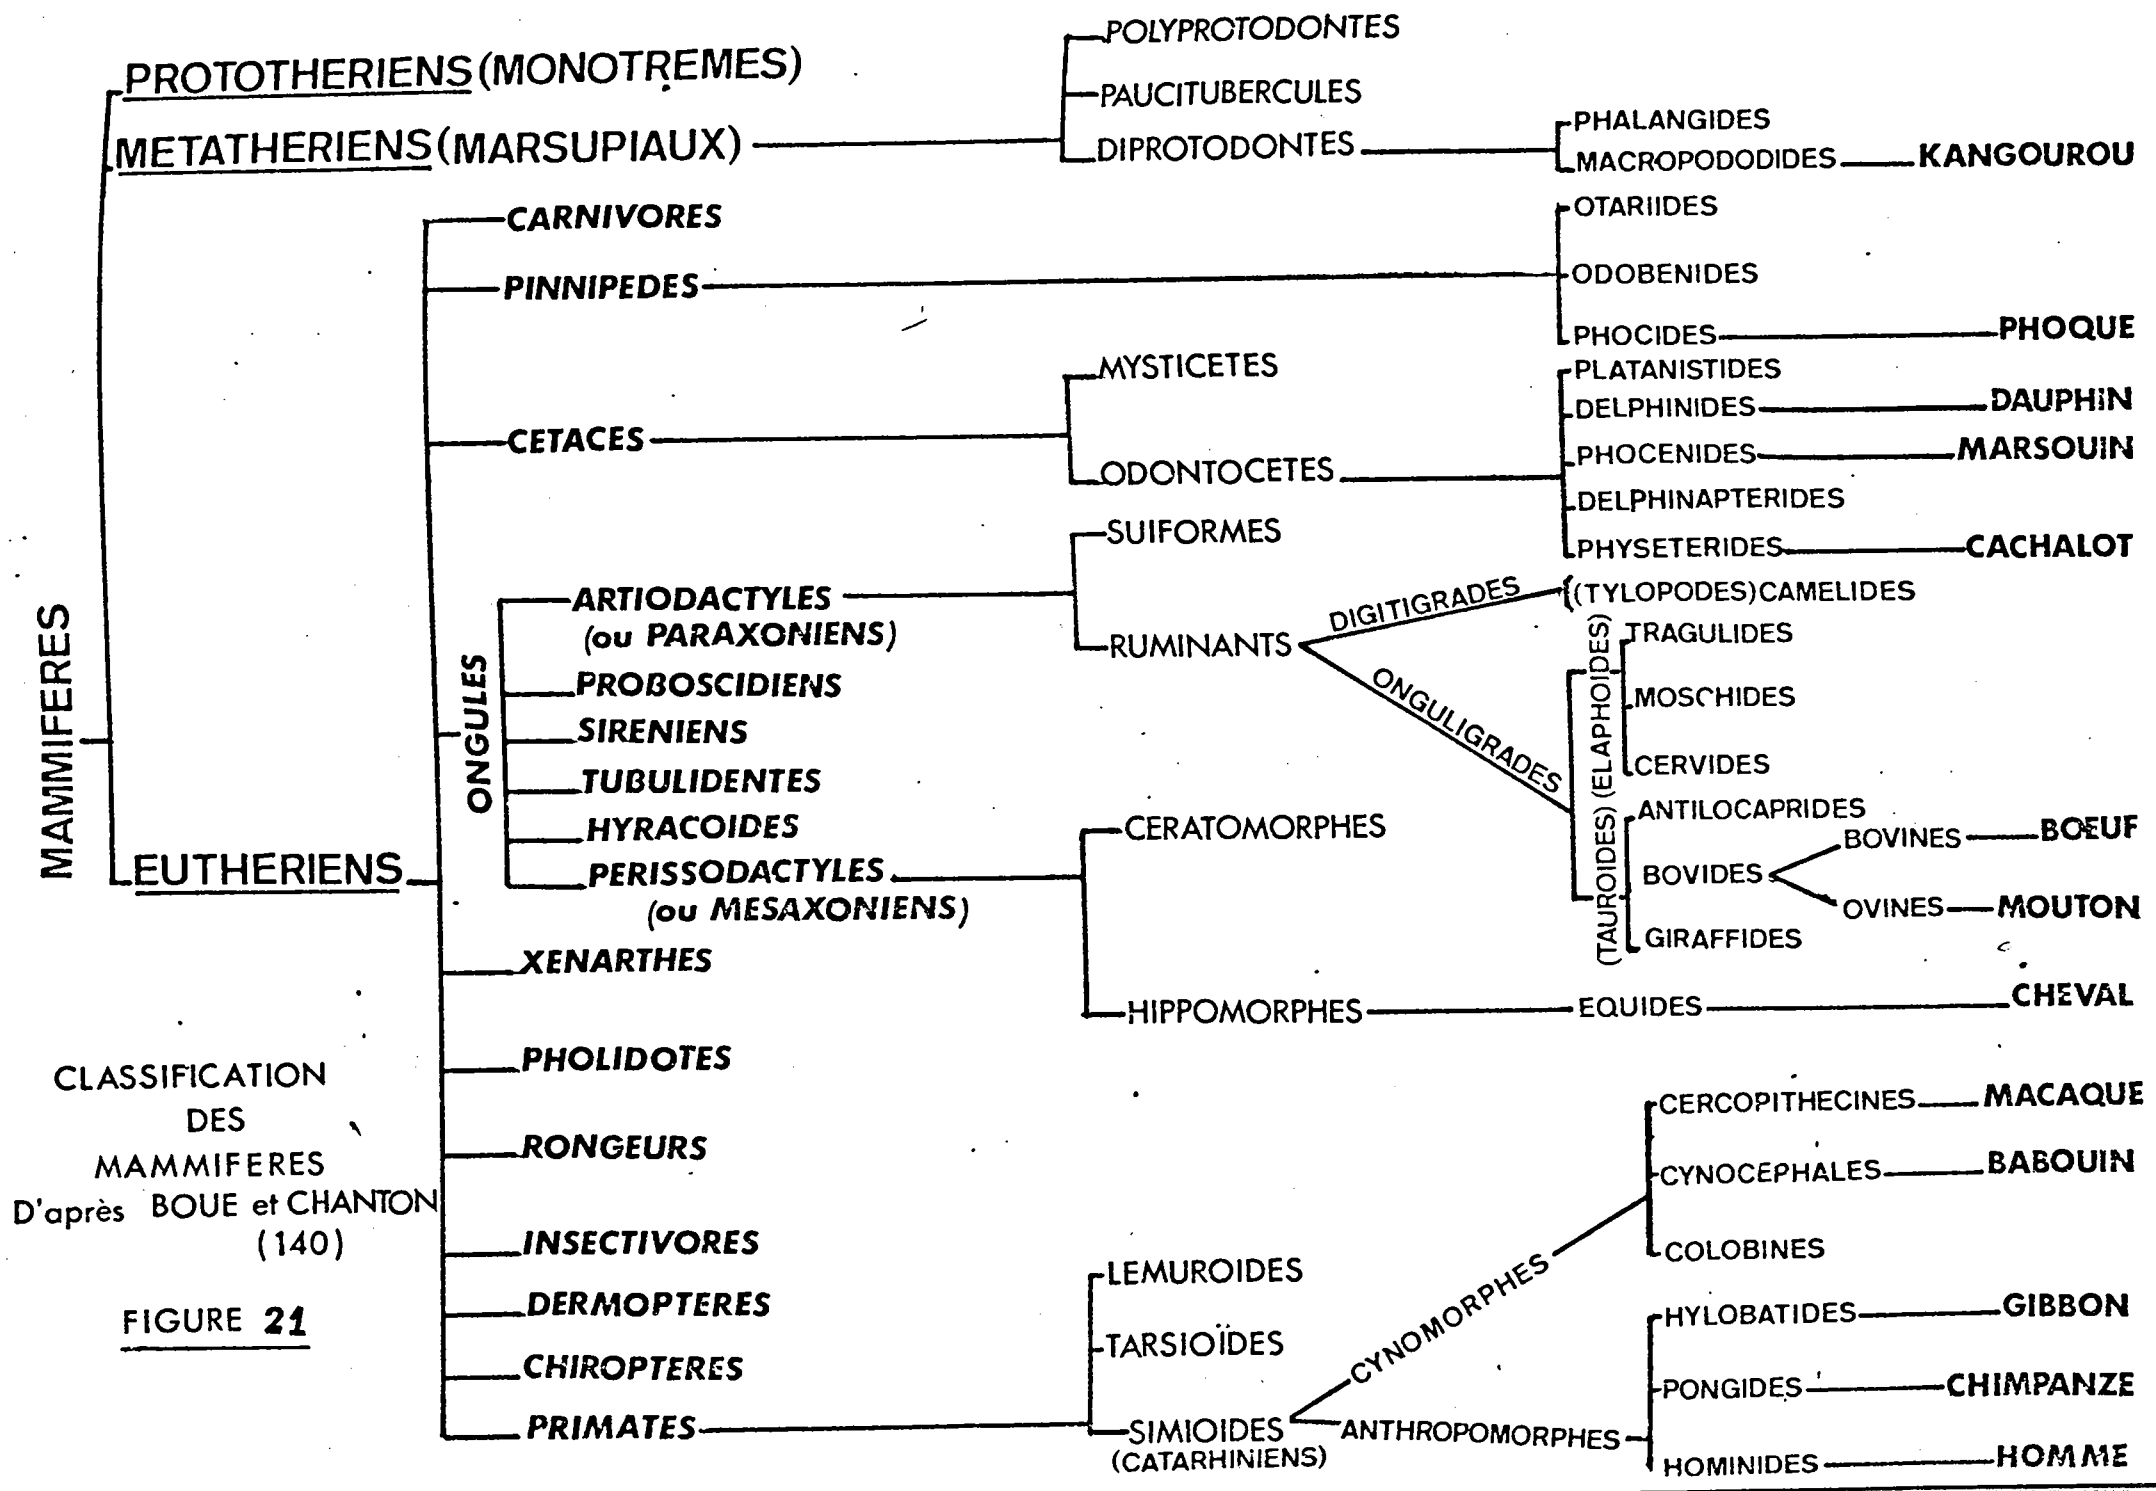 MAMMIFERES
PROTOTHERIENS (MONOTREMES)
METATHERIENS (MARSUPIAUX)
POLYPROTODONTES
PAUCITUBERCULES
DIPROTODONTES
PHALANGIDES
MACROPODODIDES
KANGOUROU
EUTHERIENS
CARNIVORES
PINNIPEDES
OTARIIDES
ODOBENIDES
PHOCIDES
PHOQUE
CETACES
MYSTICETES
ODONTOCETES
PLATANISTIDES
DELPHINIDES
DAUPHIN
PHOCENIDES
MARSOUIN
DELPHINAPTERIDES
PHYSETERIDES
CACHALOT
ONGULES
ARTIODACTYLES
(ou PARAXONIENS)
SUIFORMES
RUMINANTS
DIGITIGRADES
(TYLOPODES) CAMELIDES
ONGULIGRADES
(ELAPHOIDES)
TRAGULIDES
MOSCHIDES
CERVIDES
(TAUROIDES)
ANTILOCAPRIDES
BOVIDES
BOVINES
BOEUF
OVINES
MOUTON
GIRAFFIDES
PROBOSCIDIENS
SIRENIENS
TUBULIDENTES
HYRACOIDES
PERISSODACTYLES
(ou MESAXONIENS)
CERATOMORPHES
HIPPOMORPHES
EQUIDES
CHEVAL
XENARTHES
PHOLIDOTES
RONGEURS
INSECTIVORES
DERMOPTERES
CHIROPTERES
PRIMATES
LEMUROIDES
TARSIOÏDES
SIMIOIDES
(CATARHINIENS)
CYNOMORPHES
CERCOPITHECINES
MACAQUE
CYNOCEPHALES
BABOUIN
COLOBINES
ANTHROPOMORPHES
HYLOBATIDES
GIBBON
PONGIDES
CHIMPANZE
HOMINIDES
HOMME
CLASSIFICATION
DES
MAMMIFERES
D'après BOUE et CHANTON
(140)
FIGURE 21